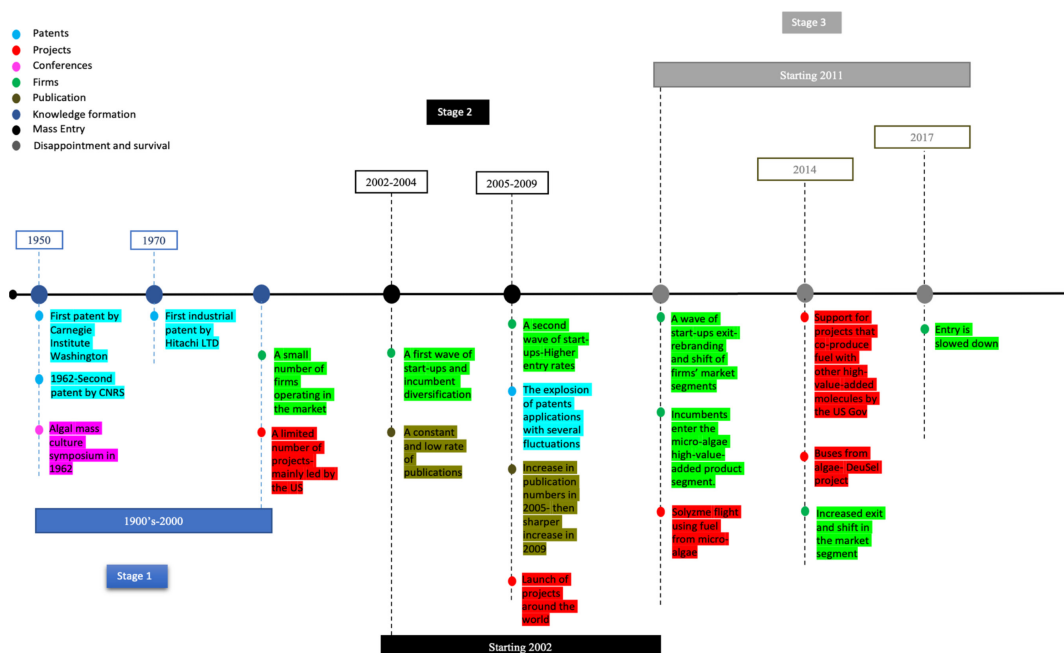 Patents
Projects
Conferences
Firms
Publication
Knowledge formation
Mass Entry
Disappointment and survival
Stage 3
Starting 2011
Stage 2
2017
2014
2002-2004
2005-2009
1950
1970
First patent by
Carnegie
Institute
Washington
1962-Second
patent by CNRS
Algal mass
culture
symposium in
1962
First industrial
patent by
Hitachi LTD
A small
number of
firms
operating in
the market
A limited
number of
projects-
mainly led by
the US
A first wave of
start-ups and
incumbent
diversification
A constant
and low rate
of
publications
A second
wave of start-
ups-Higher
entry rates
The explosion
of patents
applications
with several
fluctuations
Increase in
publication
numbers in
2005- then
sharper
increase in
2009
Launch of
projects
around the
world
A wave of
start-ups exit-
rebranding
and shift of
firms’ market
segments
Incumbents
enter the
micro-algae
high-value-
added product
segment.
Solyzme flight
using fuel
from micro-
algae
Support for
projects that
co-produce
fuel with
other high-
value-added
molecules by
the US Gov
Buses from
algae- DeuSel
project
Increased exit
and shift in
the market
segment
Entry is
slowed down
1900's-2000
Stage 1
Starting 2002